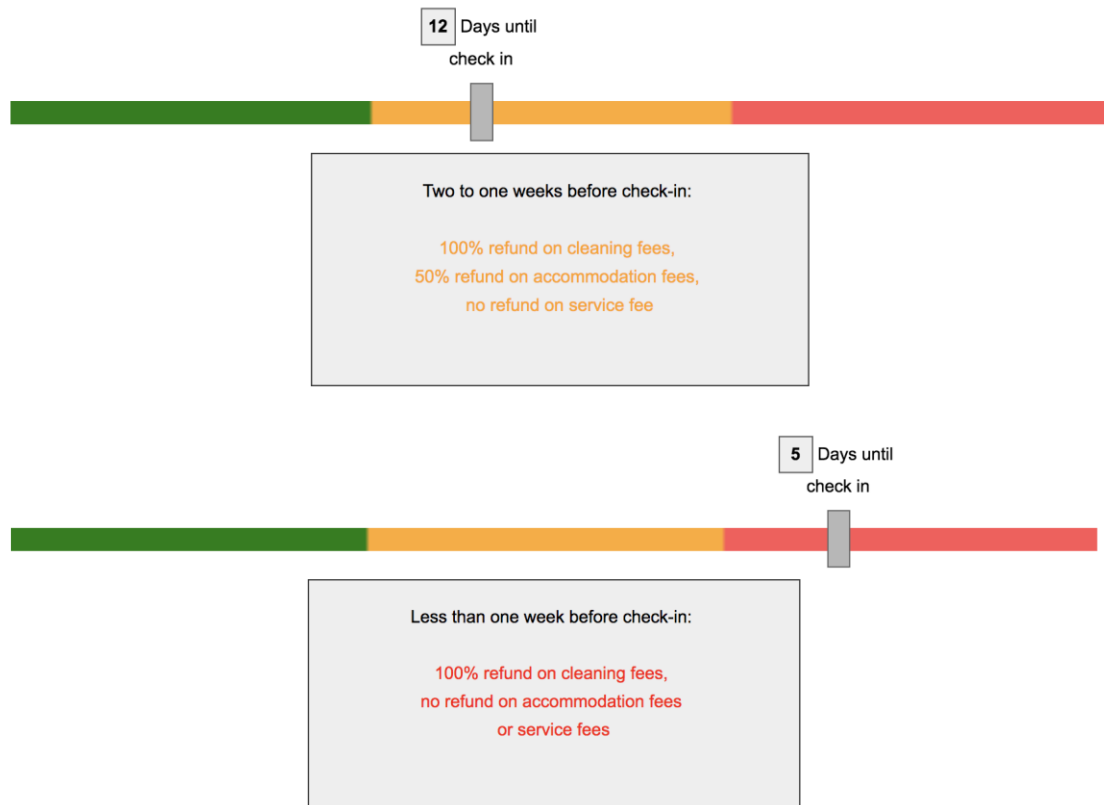 12 Days until
check in
Two to one weeks before check-in:
100% refund on cleaning fees,
50% refund on accommodation fees,
no refund on service fee
5 Days until
check in
Less than one week before check-in:
100% refund on cleaning fees,
no refund on accommodation fees
or service fees